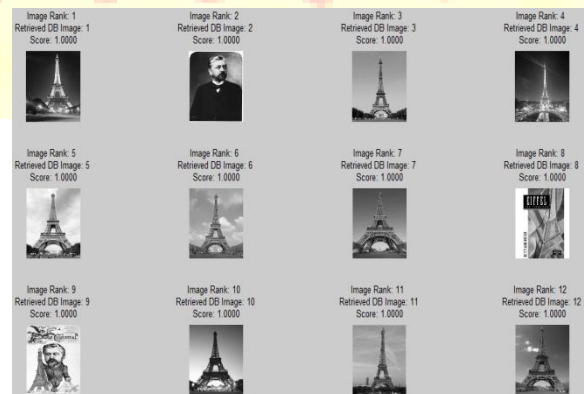 Image Rank: 1
Retrieved DB Image: 1
Score: 1.0000
Image Rank: 2
Retrieved DB Image: 2
Score: 1.0000
Image Rank: 3
Retrieved DB Image: 3
Score: 1.0000
Image Rank: 4
Retrieved DB Image: 4
Score: 1.0000
Image Rank: 5
Retrieved DB Image: 5
Score: 1.0000
Image Rank: 6
Retrieved DB Image: 6
Score: 1.0000
Image Rank: 7
Retrieved DB Image: 7
Score: 1.0000
Image Rank: 8
Retrieved DB Image: 8
Score: 1.0000
EIFFEL
Image Rank: 9
Retrieved DB Image: 9
Score: 1.0000
Image Rank: 10
Retrieved DB Image: 10
Score: 1.0000
Image Rank: 11
Retrieved DB Image: 11
Score: 1.0000
Image Rank: 12
Retrieved DB Image: 12
Score: 1.0000